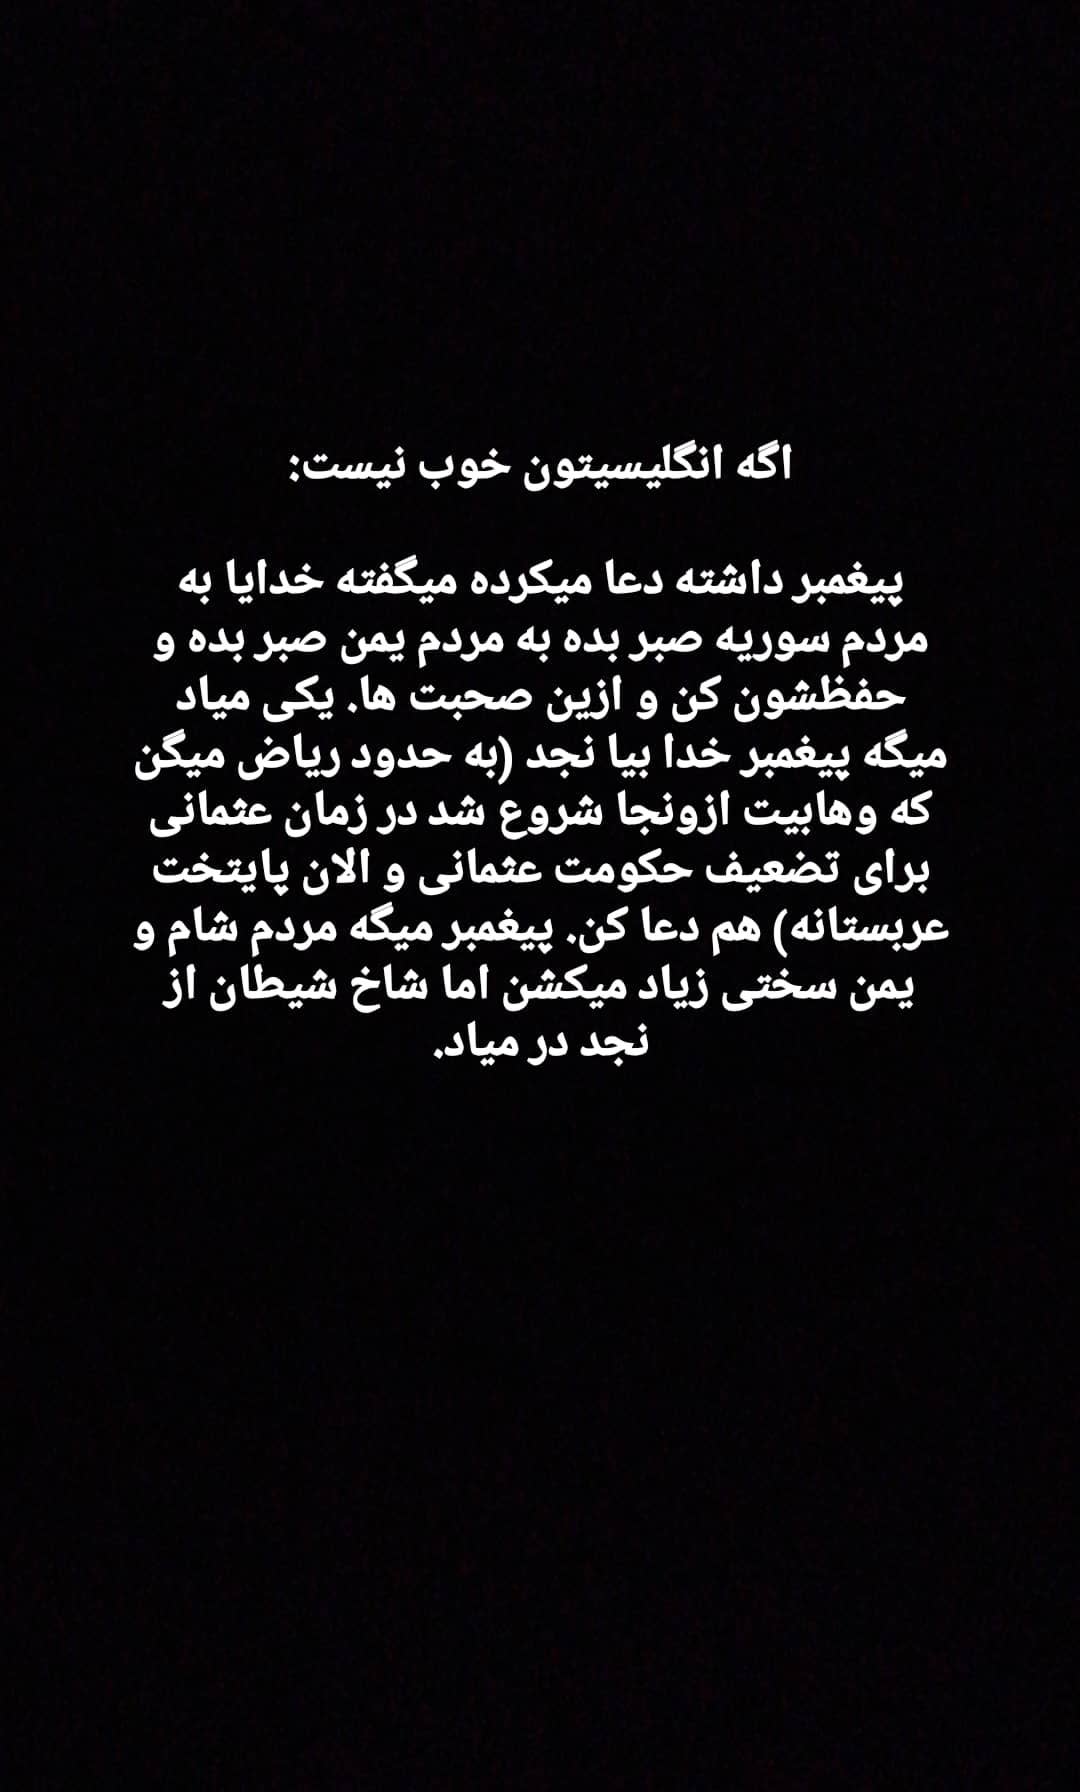 اگه انگلیسیتون خوب نیست:
پیغمبر داشته دعا میکرده میگفته خدایا به
مردم سوریه صبر بده به مردم یمن صبر بده و
حفظشون کن و ازین صحبت ها. یکی میاد
میگه پیغمبر خدا بیا نجد (به حدود ریاض میگن
که وهابیت ازونجا شروع شد در زمان عثمانی
برای تضعیف حکومت عثمانی و الان پایتخت
عربستانه) هم دعا کن. پیغمبر میگه مردم شام و
یمن سختی زیاد میکشن اما شاخ شیطان از
نجد در میاد.